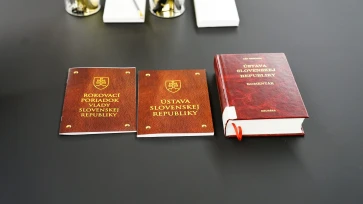 ROKOVACÍ
PORIADOK
VLÁDY
SLOVENSKEJ
REPUBLIKY
ÚSTAVA
SLOVENSKEJ
REPUBLIKY
ÚSTAVA
SLOVENSKEJ
REPUBLIKY
KOMENTÁR